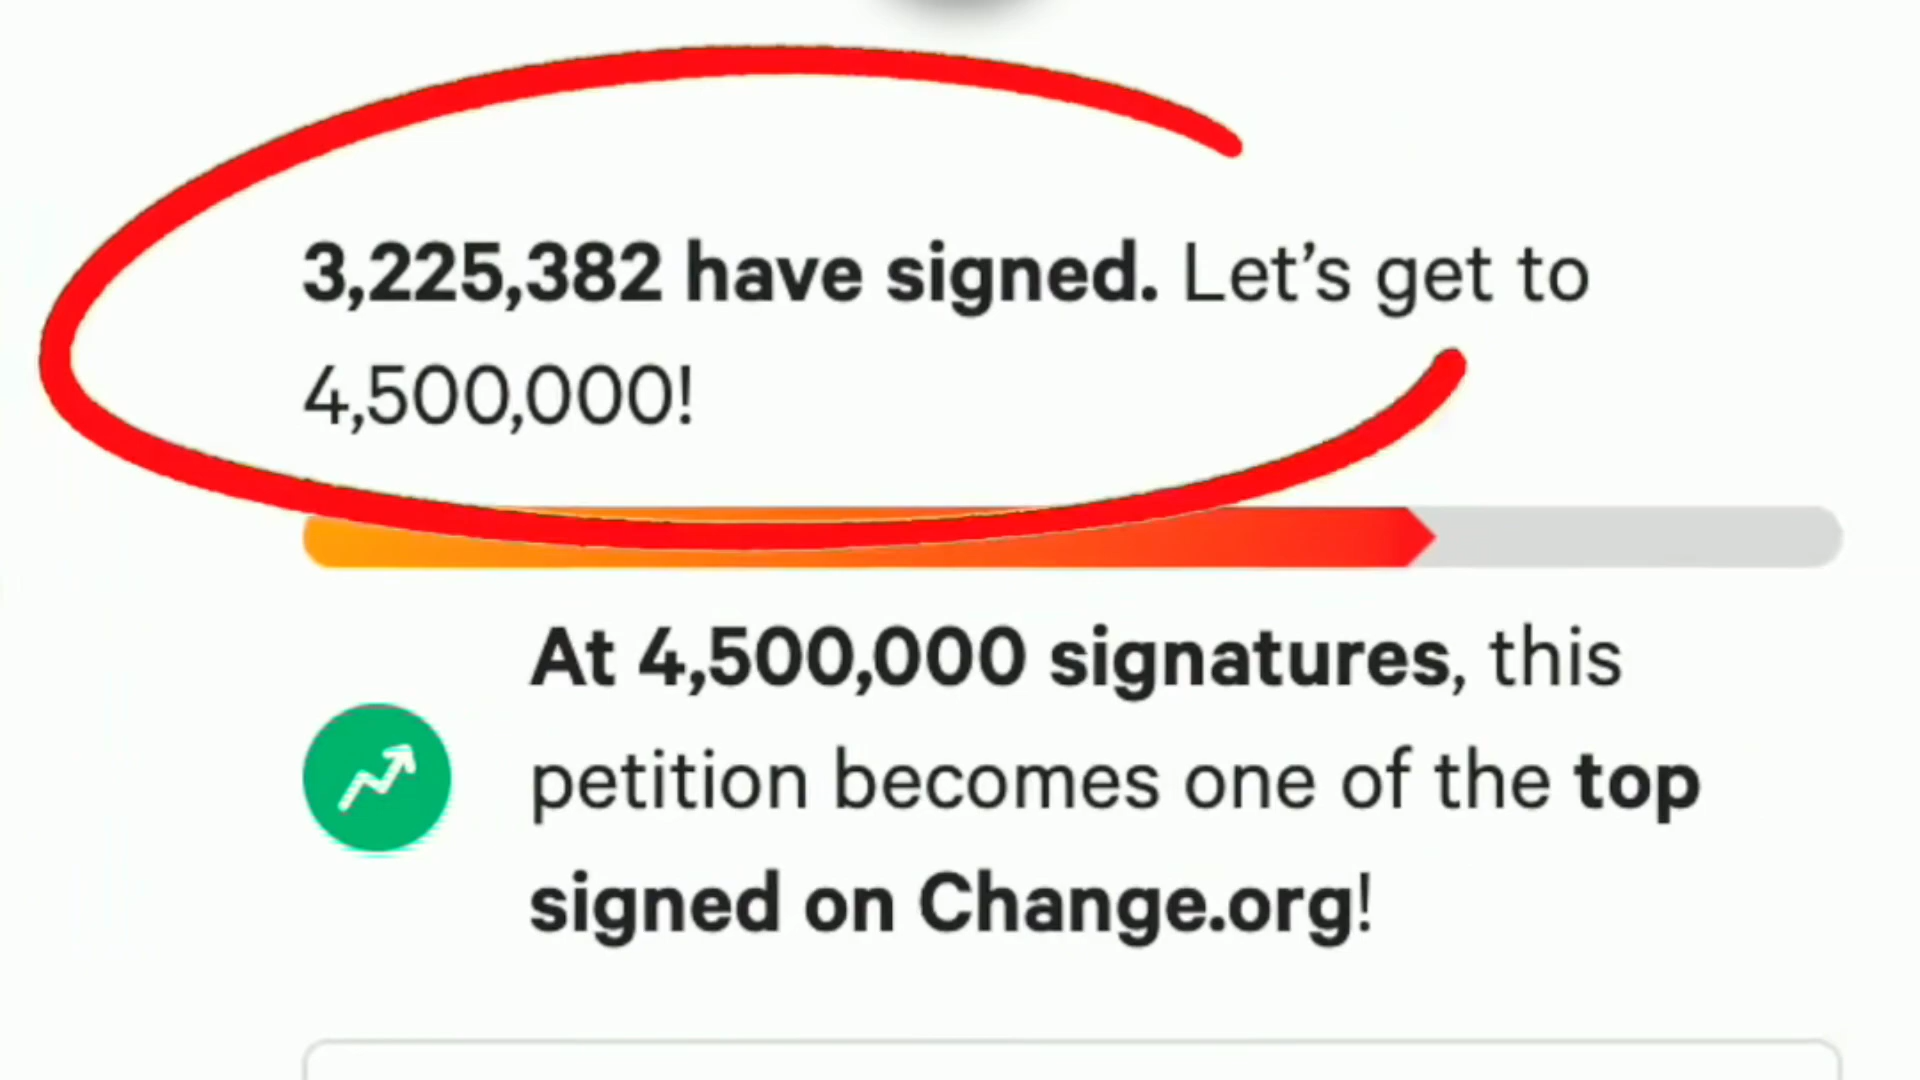 3,225,382 have signed. Let’s get to
4,500,000!
At 4,500,000 signatures, this
petition becomes one of the top
signed on Change.org!